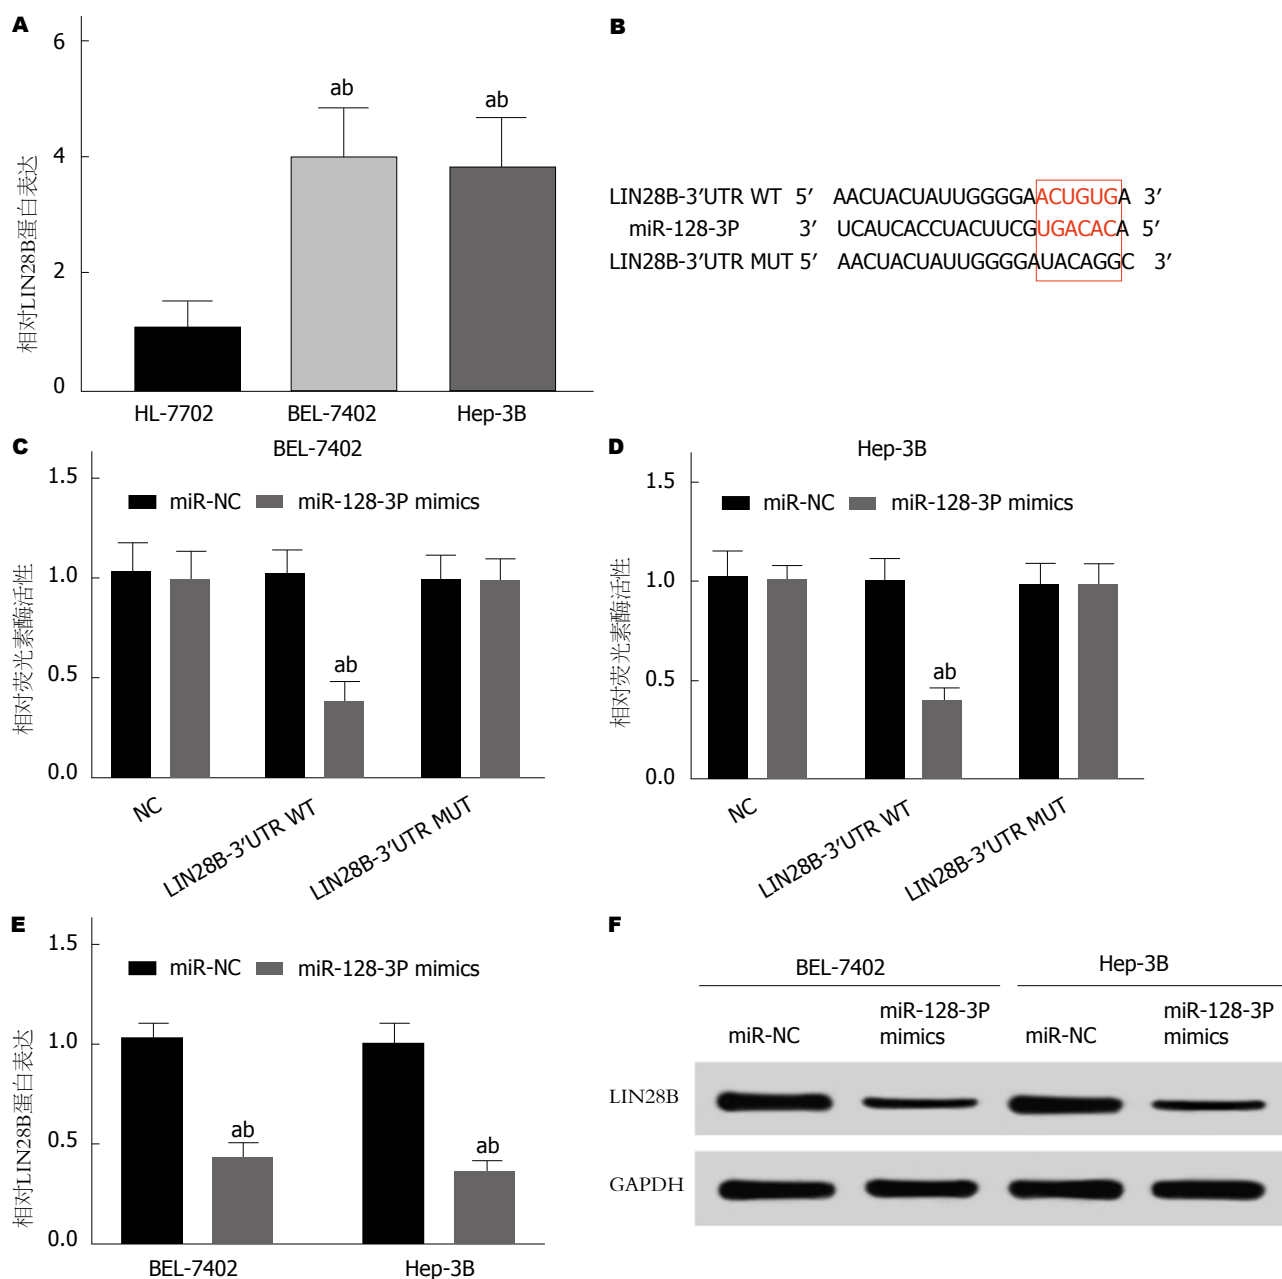 A
6
4
2
0
相对LIN28B蛋白表达
ab
ab
HL-7702
BEL-7402
Hep-3B
B
LIN28B-3′UTR WT 5′ AACUACUAUUGGGGAACUGUGA 3′
miR-128-3P 3′ UCAUCACCUACUUCGUGACACA 5′
LIN28B-3′UTR MUT 5′ AACUACUAUUGGGGAUACAGGC 3′
C
BEL-7402
1.5
1.0
0.5
0.0
相对荧光素酶活性
miR-NC
miR-128-3P mimics
ab
NC
LIN28B-3′UTR WT
LIN28B-3′UTR MUT
D
Hep-3B
1.5
1.0
0.5
0.0
相对荧光素酶活性
miR-NC
miR-128-3P mimics
ab
NC
LIN28B-3′UTR WT
LIN28B-3′UTR MUT
E
1.5
1.0
0.5
0.0
相对LIN28B蛋白表达
miR-NC
miR-128-3P mimics
ab
ab
BEL-7402
Hep-3B
F
BEL-7402
Hep-3B
miR-NC
miR-128-3P
mimics
miR-NC
miR-128-3P
mimics
LIN28B
GAPDH